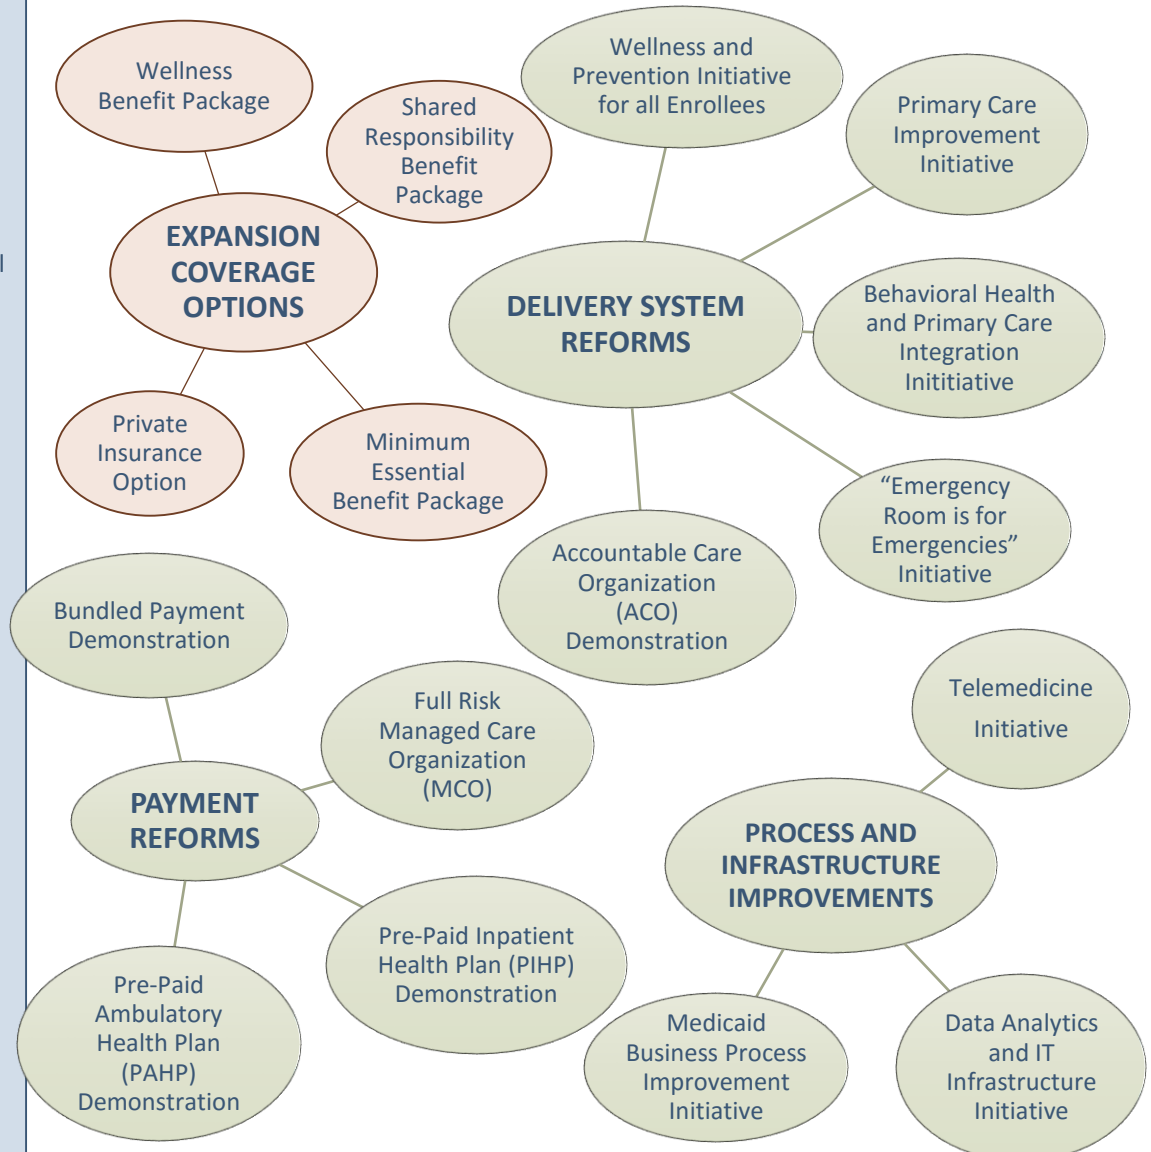 Wellness
Benefit Package
Shared
Responsibility
Benefit
Package
EXPANSION
COVERAGE
OPTIONS
Private
Insurance
Option
Minimum
Essential
Benefit Package
Wellness and
Prevention Initiative
for all Enrollees
Primary Care
Improvement
Initiative
DELIVERY SYSTEM
REFORMS
Behavioral Health
and Primary Care
Integration
Inititiative
“Emergency
Room is for
Emergencies”
Initiative
Accountable Care
Organization
(ACO)
Demonstration
Bundled Payment
Demonstration
Full Risk
Managed Care
Organization
(MCO)
PAYMENT
REFORMS
Pre-Paid Inpatient
Health Plan (PIHP)
Demonstration
Pre-Paid
Ambulatory
Health Plan
(PAHP)
Demonstration
Telemedicine
Initiative
PROCESS AND
INFRASTRUCTURE
IMPROVEMENTS
Medicaid
Business Process
Improvement
Initiative
Data Analytics
and IT
Infrastructure
Initiative